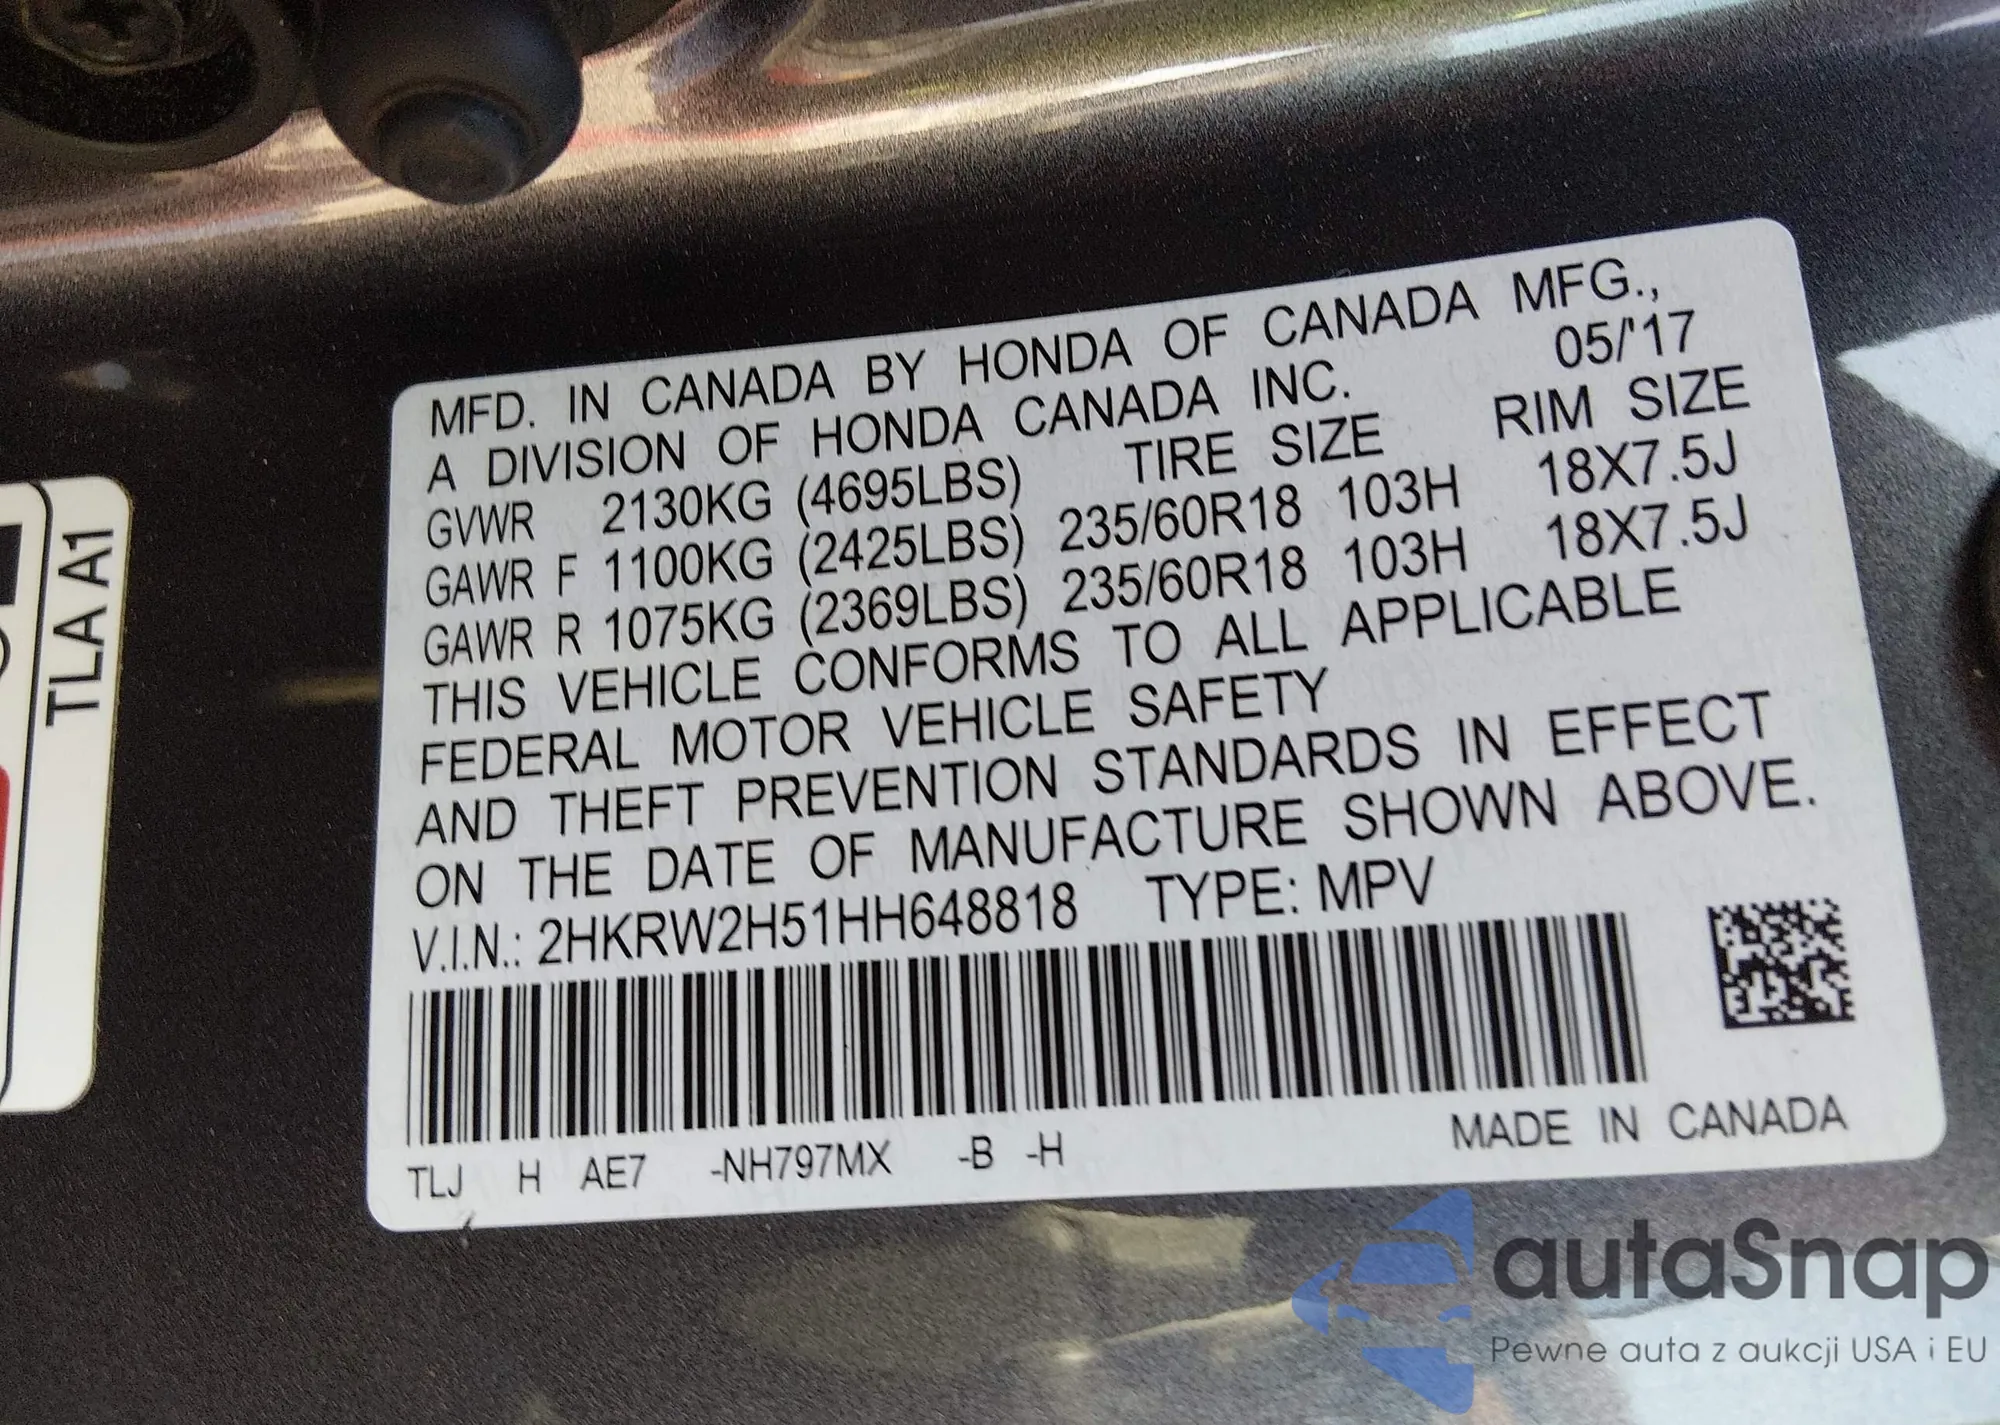 MFD. IN CANADA BY HONDA OF CANADA MFG.,
A DIVISION OF HONDA CANADA INC. 05/'17
GVWR 2130KG (4695LBS) TIRE SIZE RIM SIZE
GAWR F 1100KG (2425LBS) 235/60R18 103H 18X7.5J
GAWR R 1075KG (2369LBS) 235/60R18 103H 18X7.5J
THIS VEHICLE CONFORMS TO ALL APPLICABLE
FEDERAL MOTOR VEHICLE SAFETY
AND THEFT PREVENTION STANDARDS IN EFFECT
ON THE DATE OF MANUFACTURE SHOWN ABOVE.
V.I.N.: 2HKRW2H51HH648818 TYPE: MPV
TLJ H AE7 -NH797MX -B -H MADE IN CANADA
TLA A1
autaSnap
Pewne auta z aukcji USA i EU